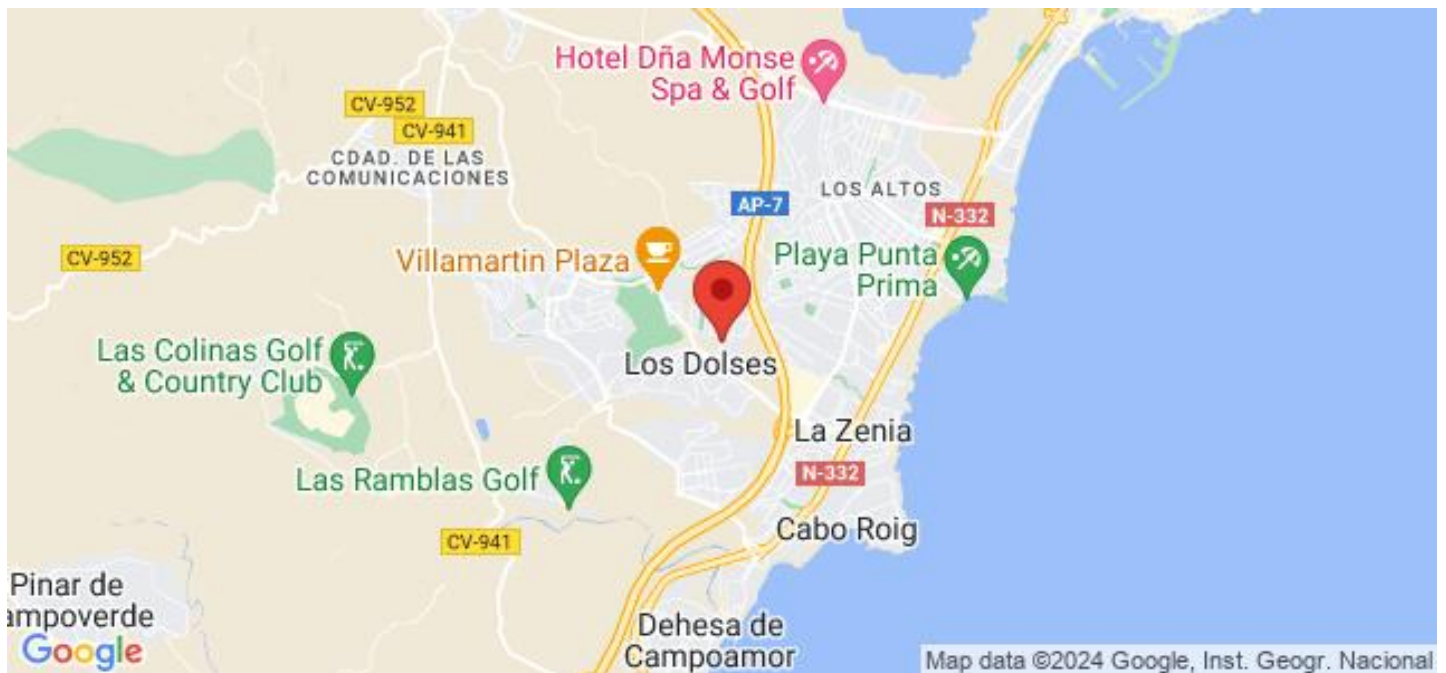 Hotel Dña Monse
Spa & Golf
CV-952
CV-941
CDAD. DE LAS
COMUNICACIONES
LOS ALTOS
AP-7
N-332
Villamartin Plaza
Playa Punta
Prima
CV-952
Las Colinas Golf
& Country Club
Los Dolses
La Zenia
Las Ramblas Golf
N-332
Cabo Roig
CV-941
Pinar de
ampoverde
Dehesa de
Campoamor
Google
Map data ©2024 Google, Inst. Geogr. Nacional